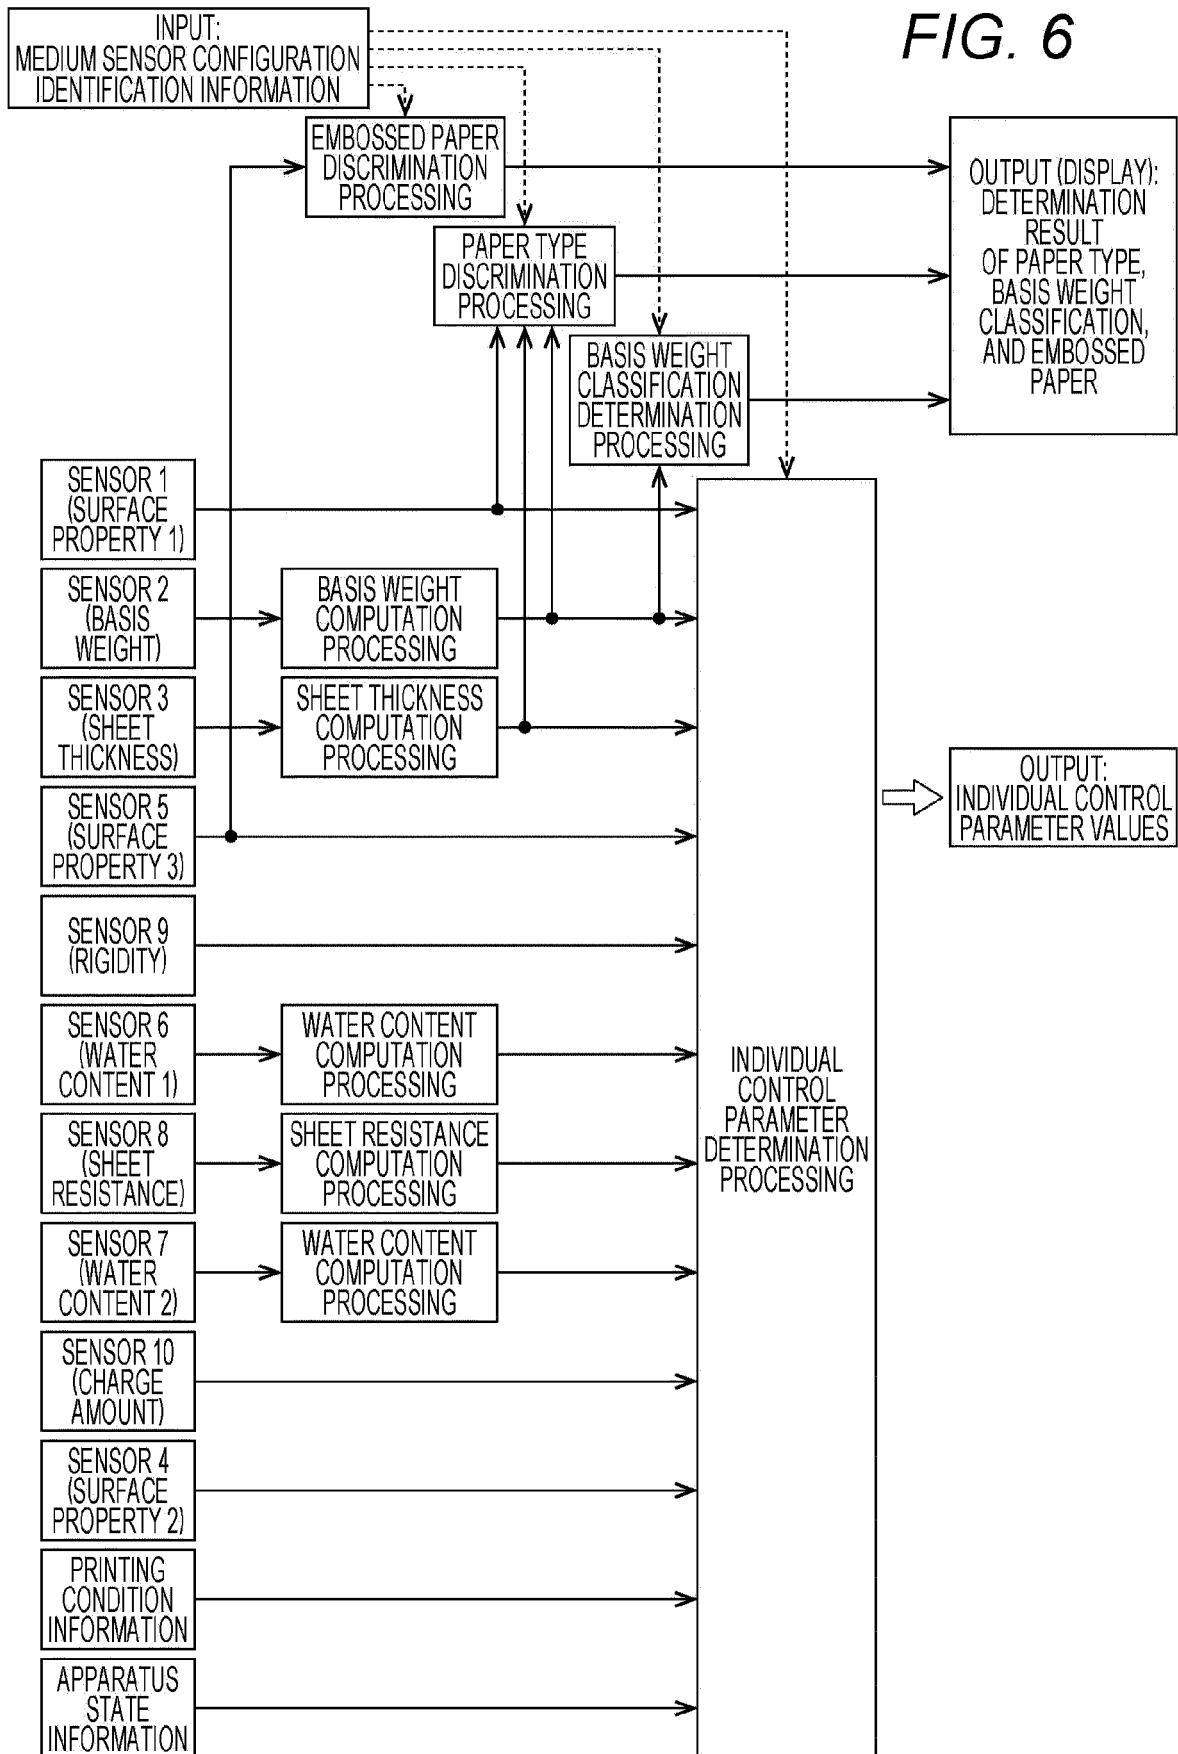 FIG. 6
INPUT:
MEDIUM SENSOR CONFIGURATION
IDENTIFICATION INFORMATION
EMBOSSED PAPER
DISCRIMINATION
PROCESSING
OUTPUT (DISPLAY):
DETERMINATION
RESULT
OF PAPER TYPE,
BASIS WEIGHT
CLASSIFICATION,
AND EMBOSSED
PAPER
PAPER TYPE
DISCRIMINATION
PROCESSING
BASIS WEIGHT
CLASSIFICATION
DETERMINATION
PROCESSING
SENSOR 1
(SURFACE
PROPERTY 1)
SENSOR 2
(BASIS
WEIGHT)
BASIS WEIGHT
COMPUTATION
PROCESSING
SENSOR 3
(SHEET
THICKNESS)
SHEET THICKNESS
COMPUTATION
PROCESSING
SENSOR 5
(SURFACE
PROPERTY 3)
OUTPUT:
INDIVIDUAL CONTROL
PARAMETER VALUES
SENSOR 9
(RIGIDITY)
SENSOR 6
(WATER
CONTENT 1)
WATER CONTENT
COMPUTATION
PROCESSING
INDIVIDUAL
CONTROL
PARAMETER
DETERMINATION
PROCESSING
SENSOR 8
(SHEET
RESISTANCE)
SHEET RESISTANCE
COMPUTATION
PROCESSING
SENSOR 7
(WATER
CONTENT 2)
WATER CONTENT
COMPUTATION
PROCESSING
SENSOR 10
(CHARGE
AMOUNT)
SENSOR 4
(SURFACE
PROPERTY 2)
PRINTING
CONDITION
INFORMATION
APPARATUS
STATE
INFORMATION